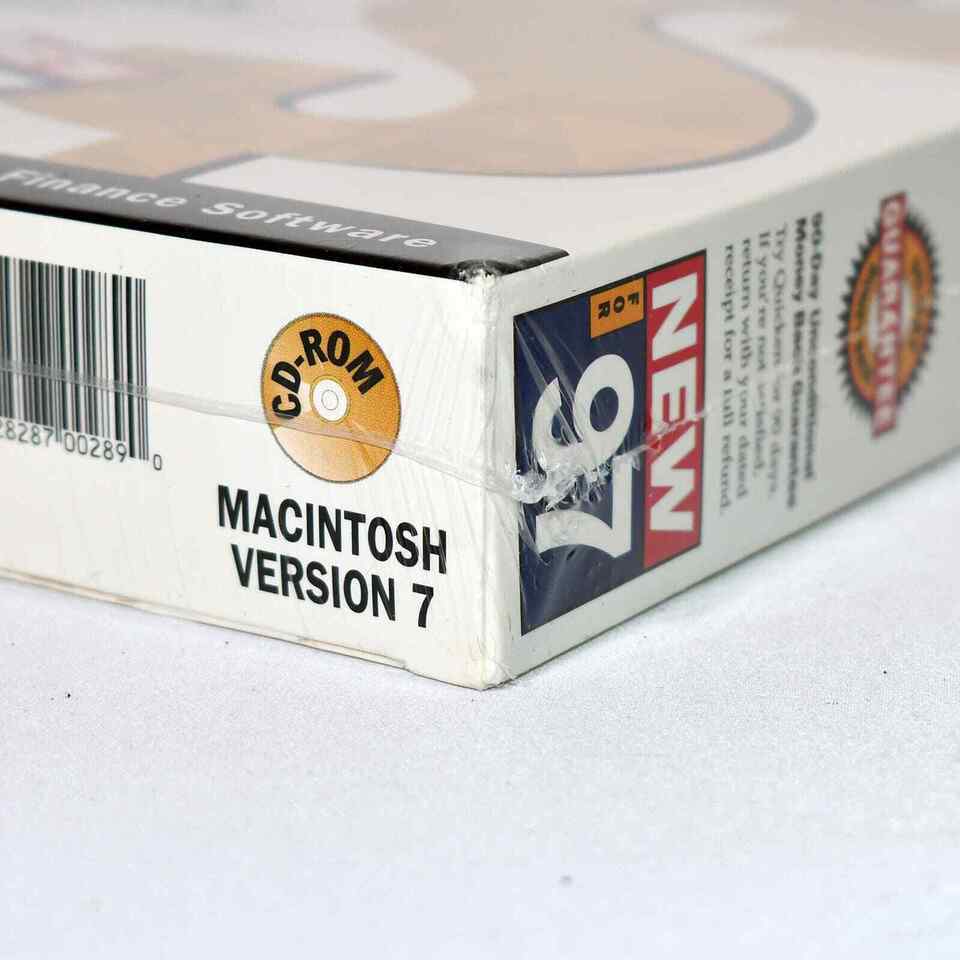 Finance Software
28287 00289 0
CD-ROM
MACINTOSH
VERSION 7
NEW
FOR
97
90-Day Unconditional
Money Back Guarantee
Try Quicken for 90 days.
If you're not satisfied,
return with your dated
receipt for a full refund.
GUARANTEE